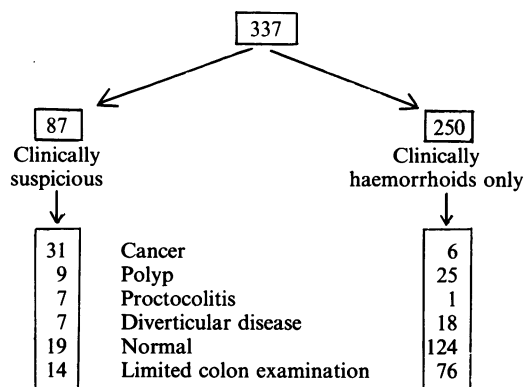 337
87 250
Clinically Clinically
suspicious haemorrhoids only
31 Cancer 6
9 Polyp 25
7 Proctocolitis 1
7 Diverticular disease 18
19 Normal 124
14 Limited colon examination 76